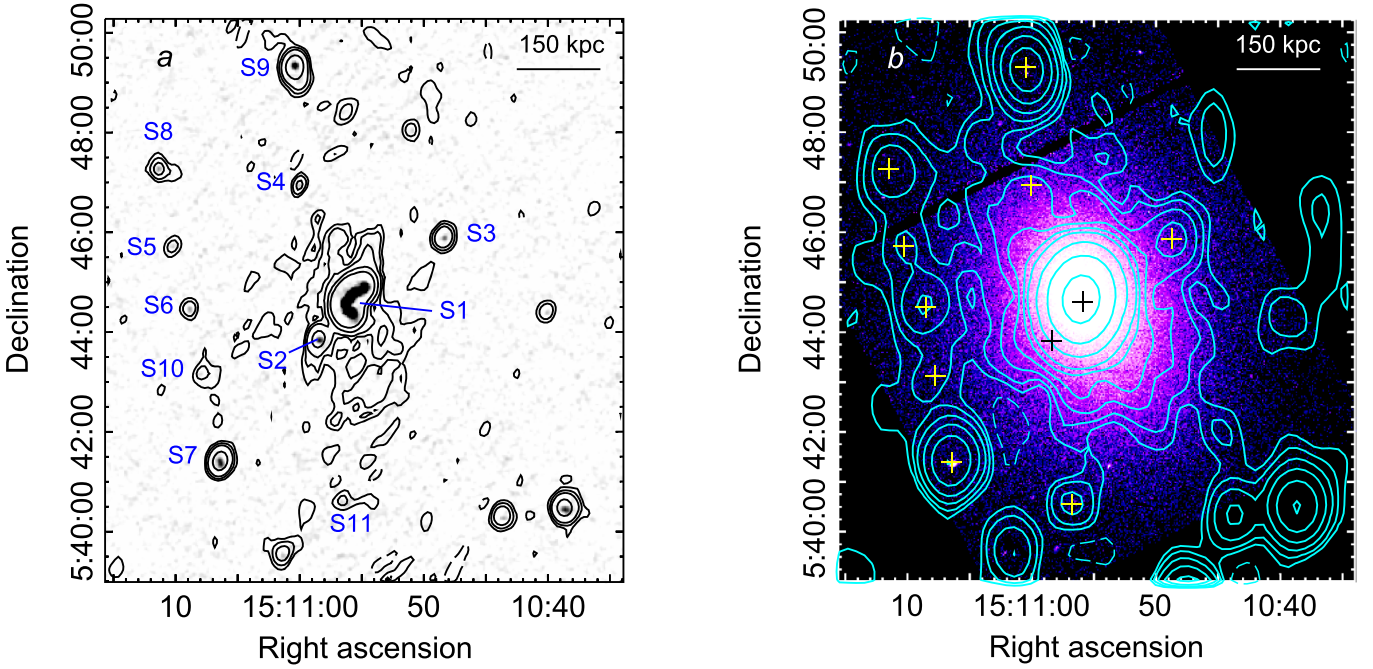 a
150 kpc
S9
S8
S4
S5
S3
S6
S1
S2
S10
S7
S11
50:00
48:00
46:00
44:00
42:00
5:40:00
Declination
10
15:11:00
50
10:40
Right ascension
b
150 kpc
50:00
48:00
46:00
44:00
42:00
5:40:00
Declination
10
15:11:00
50
10:40
Right ascension